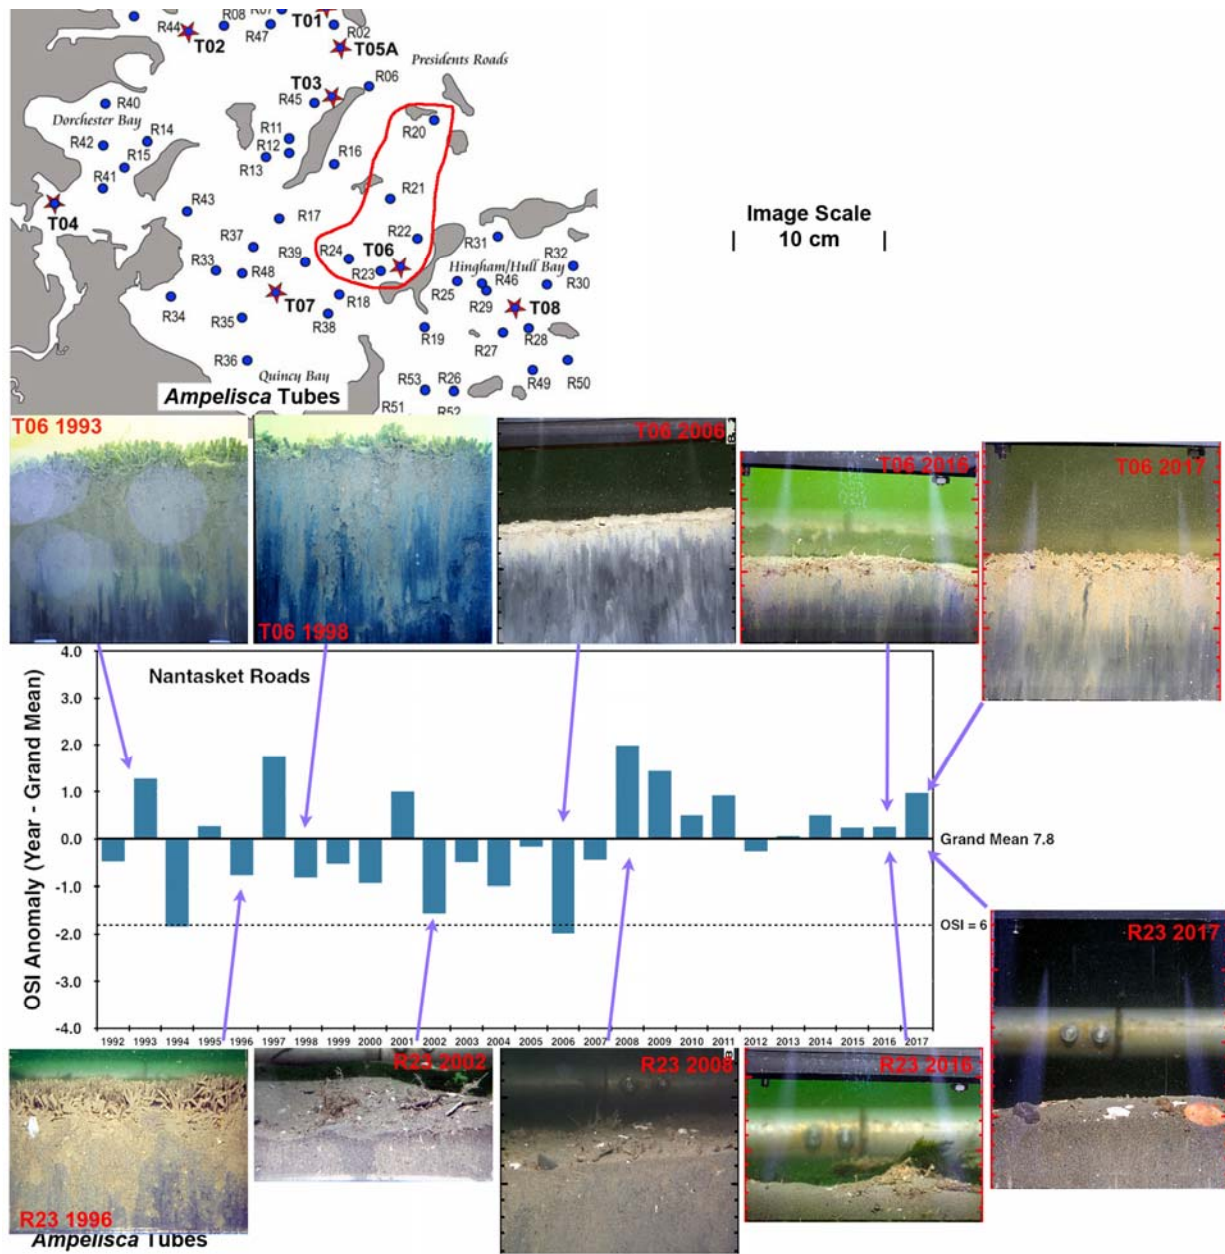 R44
T02
R08
R07
R47
T01
R02
T05A
Presidents Roads
T03
R06
R45
R40
Dorchester Bay
R14
R42
R15
R41
T04
R11
R12
R13
R16
R20
R21
R43
R17
R22
R37
R39
R24
T06
R23
R33
R48
R31
R32
Hingham/Hull Bay
R46
R30
R25
R29
R34
T07
R18
T08
R35
R38
R19
R27
R28
R36
Quincy Bay
R49
R50
R53
R26
R51
R52
Image Scale
10 cm
Ampelisca Tubes
T06 1993
T06 1998
T06 2006
T06 2016
T06 2017
Nantasket Roads
OSI Anomaly (Year - Grand Mean)
4.0
3.0
2.0
1.0
0.0
-1.0
-2.0
-3.0
-4.0
Grand Mean 7.8
OSI = 6
1992 1993 1994 1995 1996 1997 1998 1999 2000 2001 2002 2003 2004 2005 2006 2007 2008 2009 2010 2011 2012 2013 2014 2015 2016 2017
R23 1996
R23 2002
R23 2008
R23 2016
R23 2017
Ampelisca Tubes